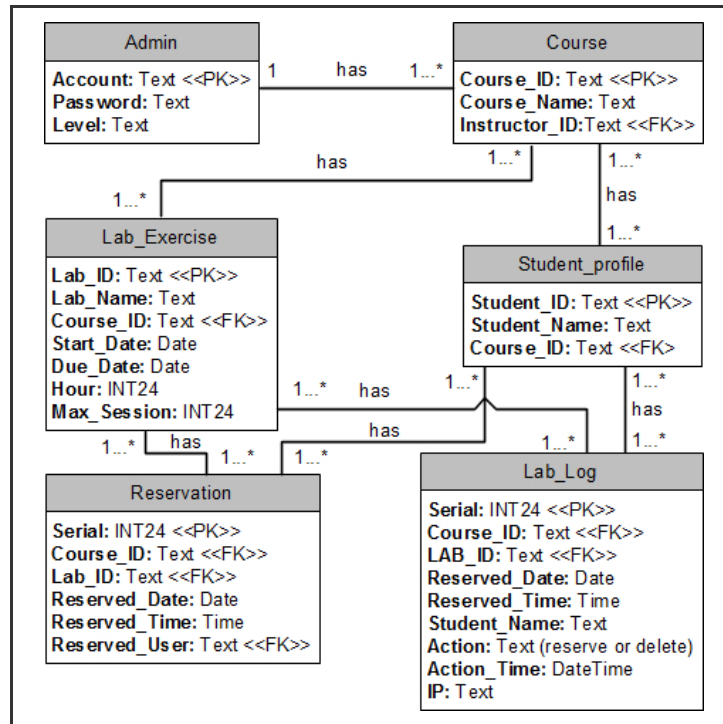 Admin
Account: Text <<PK>>
Password: Text
Level: Text
1 has 1...*
Course
Course_ID: Text <<PK>>
Course_Name: Text
Instructor_ID:Text <<FK>>
1...*
has
1...*
1...*
has
1...*
Lab_Exercise
Lab_ID: Text <<PK>>
Lab_Name: Text
Course_ID: Text <<FK>>
Start_Date: Date
Due_Date: Date
Hour: INT24
Max_Session: INT24
Student_profile
Student_ID: Text <<PK>>
Student_Name: Text
Course_ID: Text <<FK>
1...*
has
1...*
1...*
has
1...*
1...*
has
1...*
1...*
has
1...*
Reservation
Serial: INT24 <<PK>>
Course_ID: Text <<FK>>
Lab_ID: Text <<FK>>
Reserved_Date: Date
Reserved_Time: Time
Reserved_User: Text <<FK>>
Lab_Log
Serial: INT24 <<PK>>
Course_ID: Text <<FK>>
LAB_ID: Text <<FK>>
Reserved_Date: Date
Reserved_Time: Time
Student_Name: Text
Action: Text (reserve or delete)
Action_Time: DateTime
IP: Text